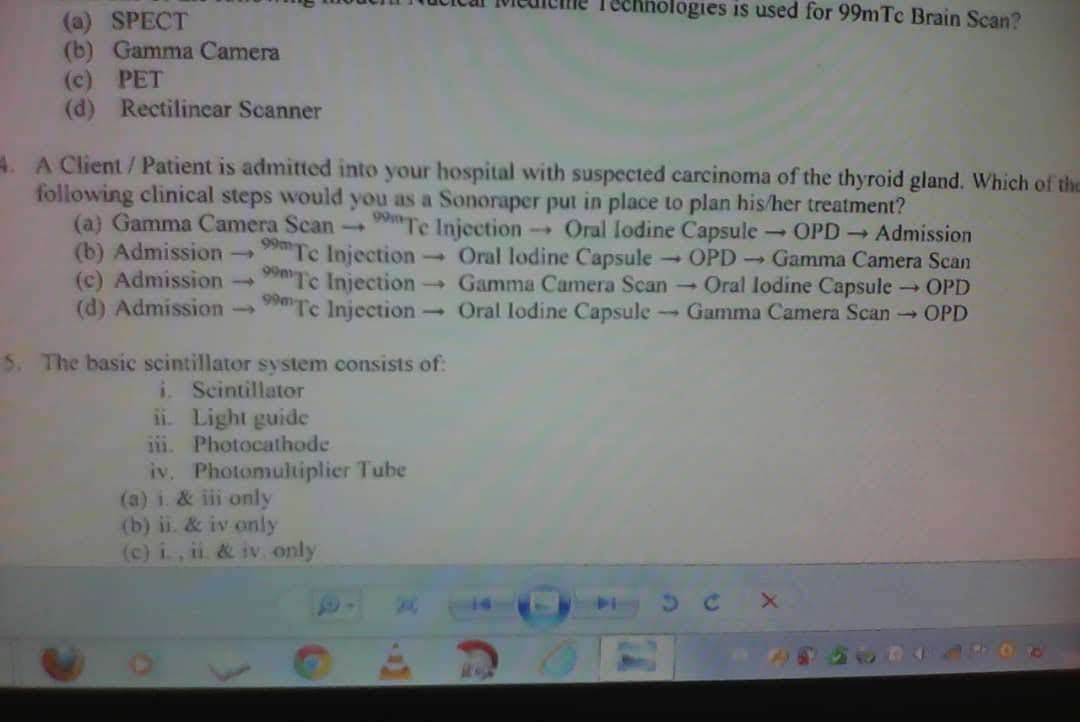 Technologies is used for 99mTc Brain Scan?
(a) SPECT
(b) Gamma Camera
(c) PET
(d) Rectilinear Scanner
4. A Client / Patient is admitted into your hospital with suspected carcinoma of the thyroid gland. Which of the
following clinical steps would you as a Sonoraper put in place to plan his/her treatment?
(a) Gamma Camera Scan → 99mTc Injection → Oral Iodine Capsule → OPD → Admission
(b) Admission → 99mTc Injection → Oral Iodine Capsule → OPD → Gamma Camera Scan
(c) Admission → 99mTc Injection → Gamma Camera Scan → Oral Iodine Capsule → OPD
(d) Admission → 99mTc Injection → Oral Iodine Capsule → Gamma Camera Scan → OPD
5. The basic scintillator system consists of:
i. Scintillator
ii. Light guide
iii. Photocathode
iv. Photomultiplier Tube
(a) i. & iii only
(b) ii. & iv only
(c) i. , ii. & iv. only